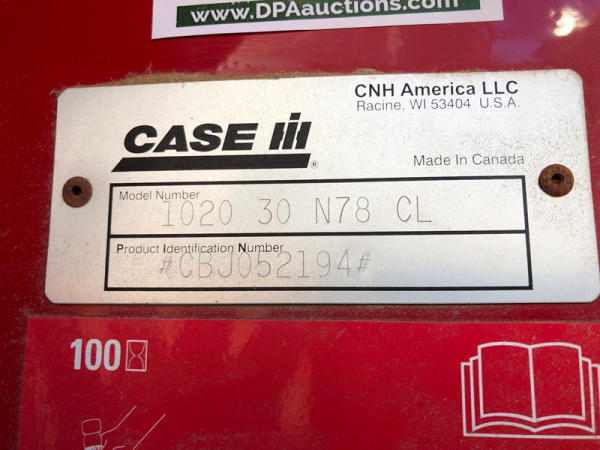 www.DPAauctions.com
CNH America LLC
Racine, WI 53404 U.S.A.
CASE IH
®
Made In Canada
Model Number
1020 30 N78 CL
Product Identification Number
#CBJ052194#
100